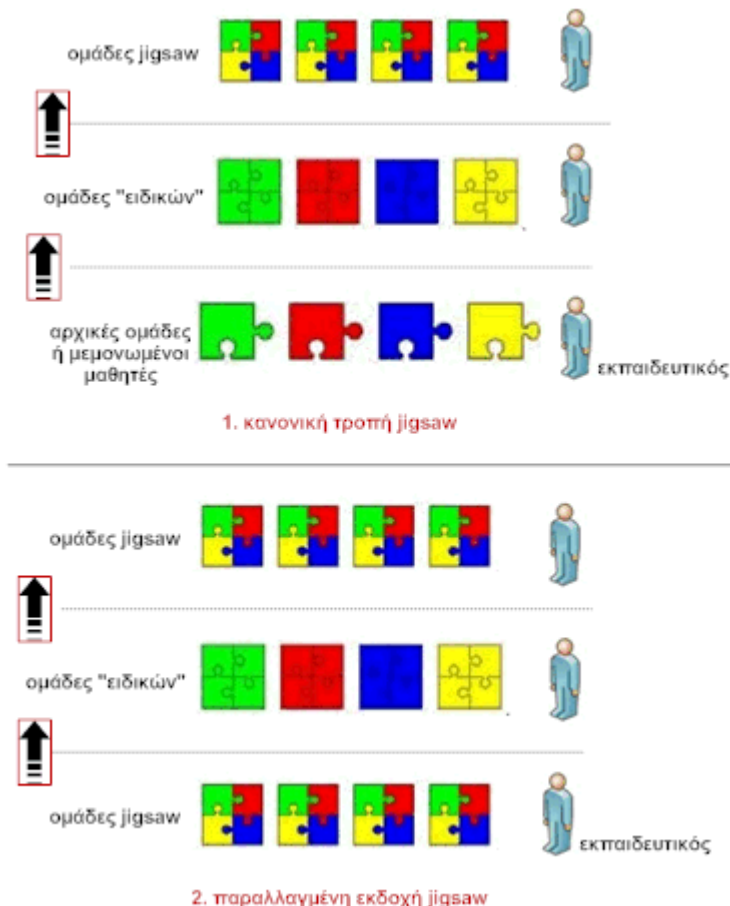 ομάδες jigsaw
ομάδες "ειδικών"
αρχικές ομάδες
ή μεμονωμένοι
μαθητές
εκπαιδευτικός
1. κανονική τροπή jigsaw
ομάδες jigsaw
ομάδες "ειδικών"
ομάδες jigsaw
εκπαιδευτικός
2. παραλλαγμένη εκδοχή jigsaw